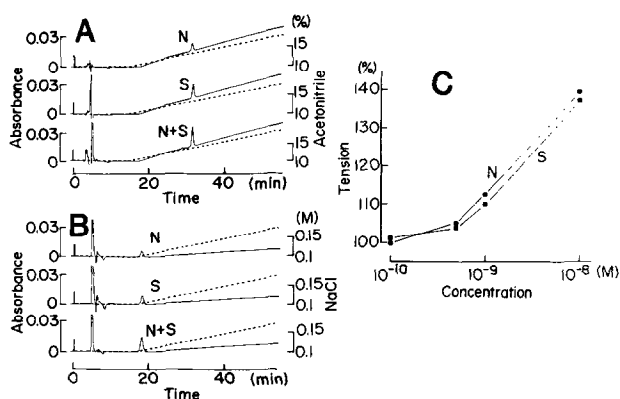 A
(%)
0.03
N
15
0
10
Absorbance
0.03
S
15
0
10
Acetonitrile
0.03
N+S
15
0
10
0 20 40 (min)
Time
B
(M)
0.03
N
0.15
0
0.1
Absorbance
0.03
S
0.15
0
0.1
NaCl
0.03
N+S
0.15
0
0.1
0 20 40 (min)
Time
C
(%)
140
130
120
110
100
Tension
N
S
10⁻¹⁰ 10⁻⁹ 10⁻⁸ (M)
Concentration